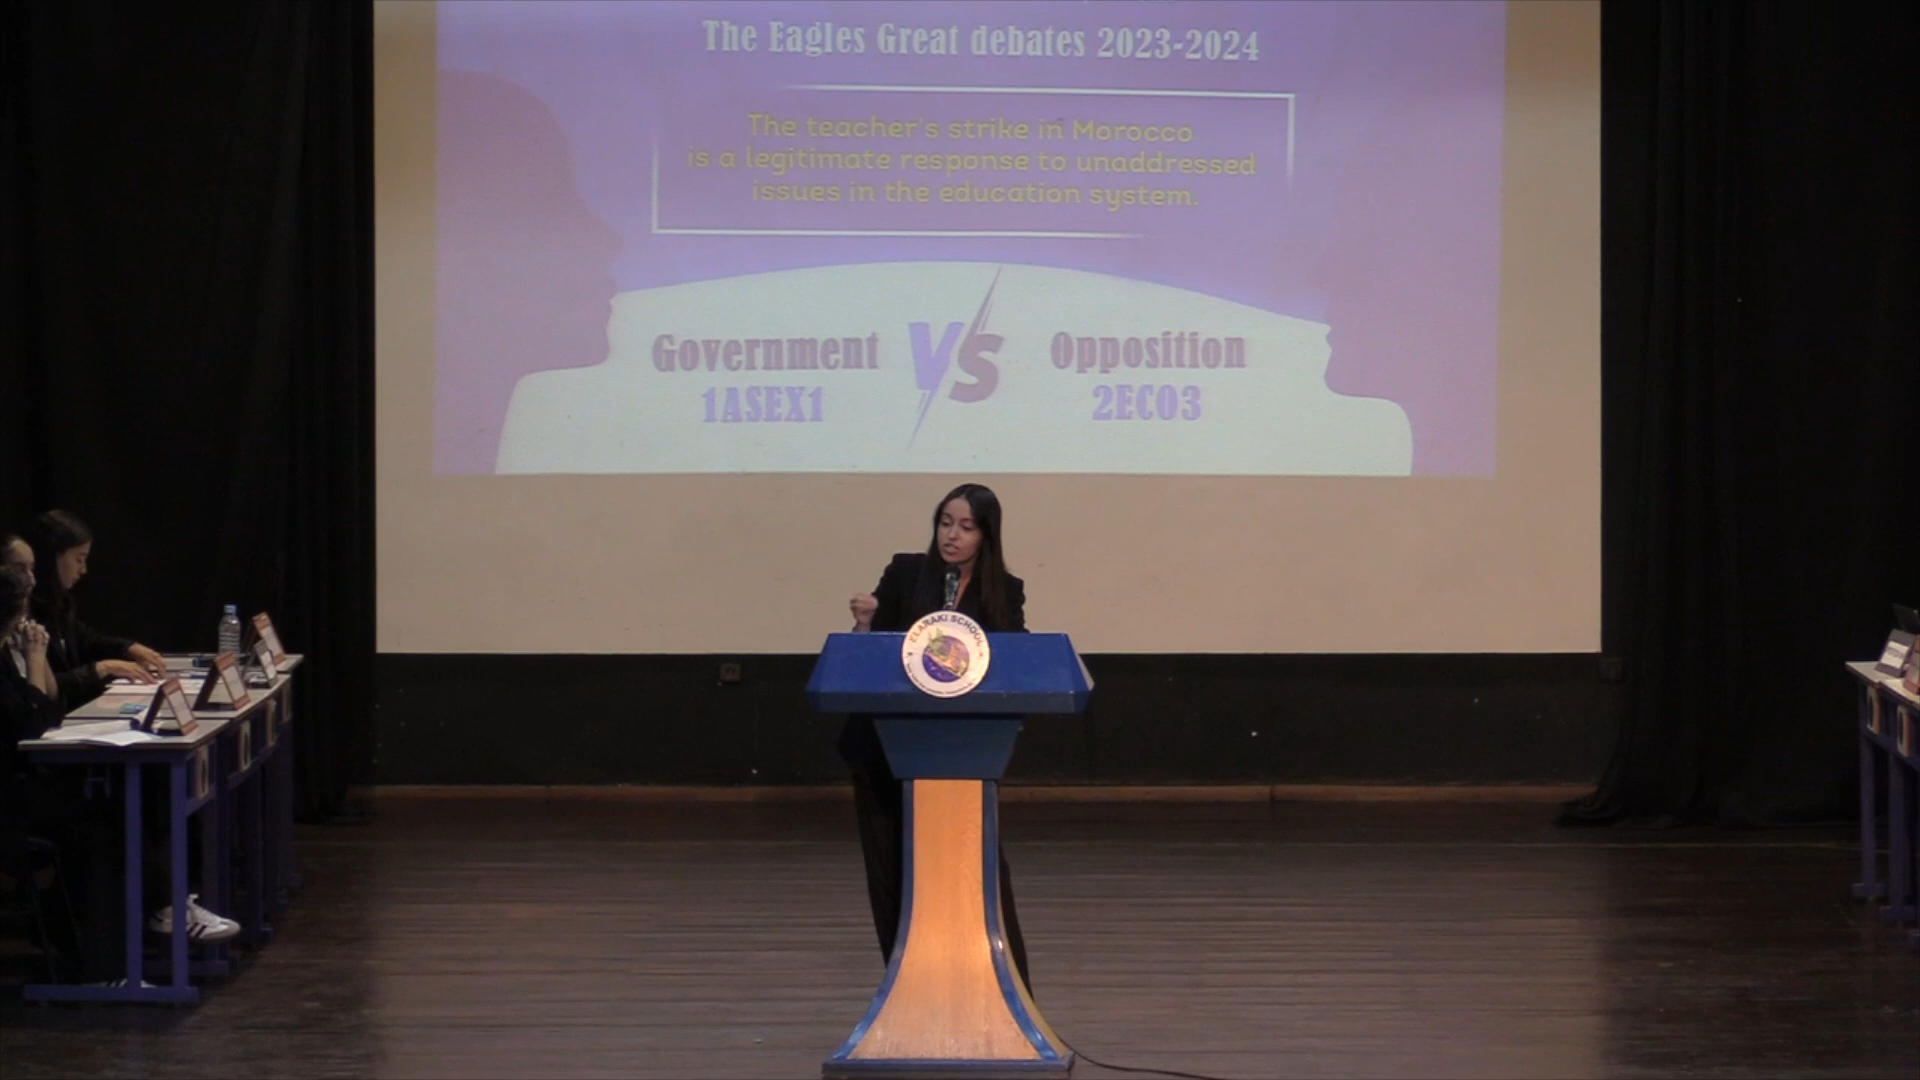 The Eagles Great debates 2023-2024
The teacher's strike in Morocco
is a legitimate response to unaddressed
issues in the education system.
Government VS Opposition
1ASEX1 2ECO3
ELARAKI SCHOOL